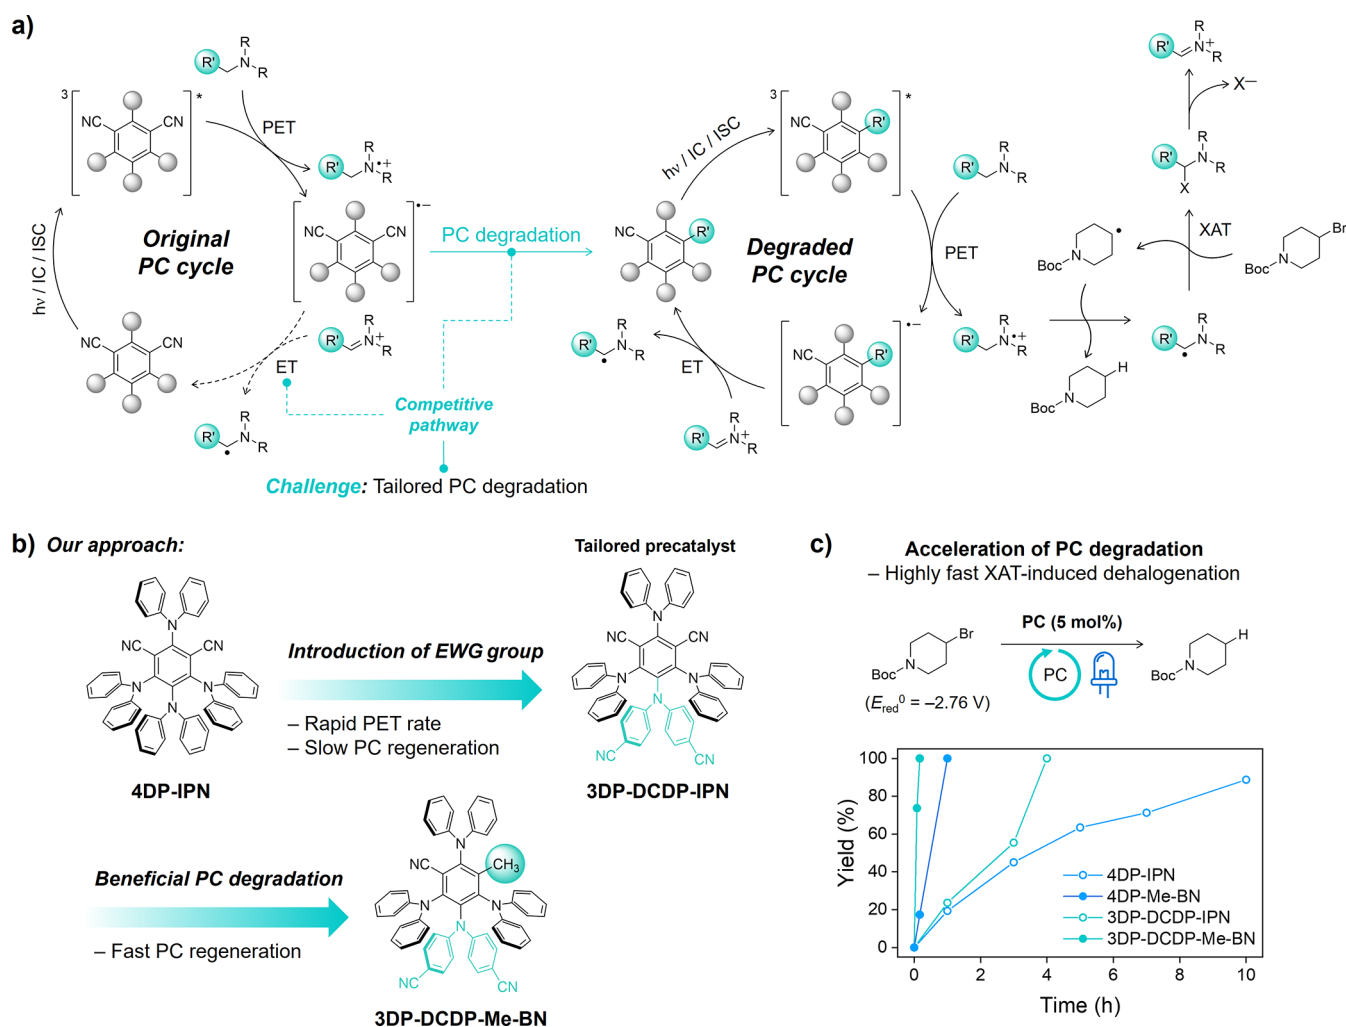 a)
R'
N
R
R
3
*
NC
CN
PET
R'
N
•+
R
R
hν / IC / ISC
Original
PC cycle
•–
NC
CN
PC degradation
NC
CN
R'
N
+
R
R
ET
R'
N
R
R
Competitive
pathway
Challenge: Tailored PC degradation
3
*
NC
R'
hν / IC / ISC
NC
R'
Degraded
PC cycle
R'
N
R
R
PET
•–
NC
R'
R'
N
•+
R
R
R'
N
R
R
ET
R'
N
+
R
R
R'
N
+
R
R
X–
R'
N
R
R
X
XAT
N
Boc
Br
N
Boc
H
N
Boc
R'
N
R
R
b) Our approach:
N
NC
CN
N
N
N
4DP-IPN
Introduction of EWG group
– Rapid PET rate
– Slow PC regeneration
Tailored precatalyst
N
NC
CN
N
N
N
NC
CN
3DP-DCDP-IPN
Beneficial PC degradation
– Fast PC regeneration
N
NC
CH3
N
N
N
NC
CN
3DP-DCDP-Me-BN
c)
Acceleration of PC degradation
– Highly fast XAT-induced dehalogenation
Br
N
Boc
(Ered0 = –2.76 V)
PC (5 mol%)
PC
H
N
Boc
Yield (%)
100
80
60
40
20
0
4DP-IPN
4DP-Me-BN
3DP-DCDP-IPN
3DP-DCDP-Me-BN
0 2 4 6 8 10
Time (h)